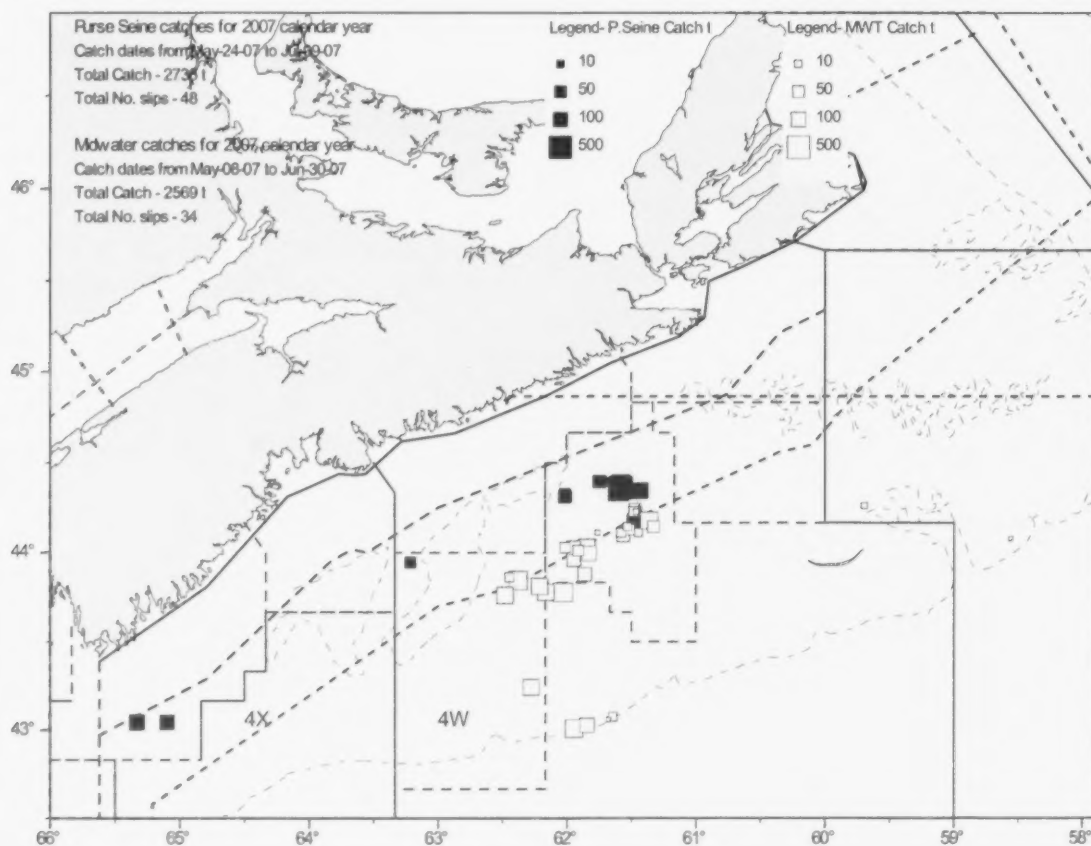 Purse Seine catches for 2007 calendar year
Catch dates from May-24-07 to
Total Catch - t
Total No. slips - 48
Midwater catches for 2007 calendar year
Catch dates from May-08-07 to Jun-30-07
Total Catch - 2569 t
Total No. slips - 34
Legend- P.Seine Catch t
10
50
100
500
Legend- MWT Catch t
10
50
100
500
46°
45°
44°
43°
4X
4W
66°
65°
64°
63°
62°
61°
60°
59°
58°